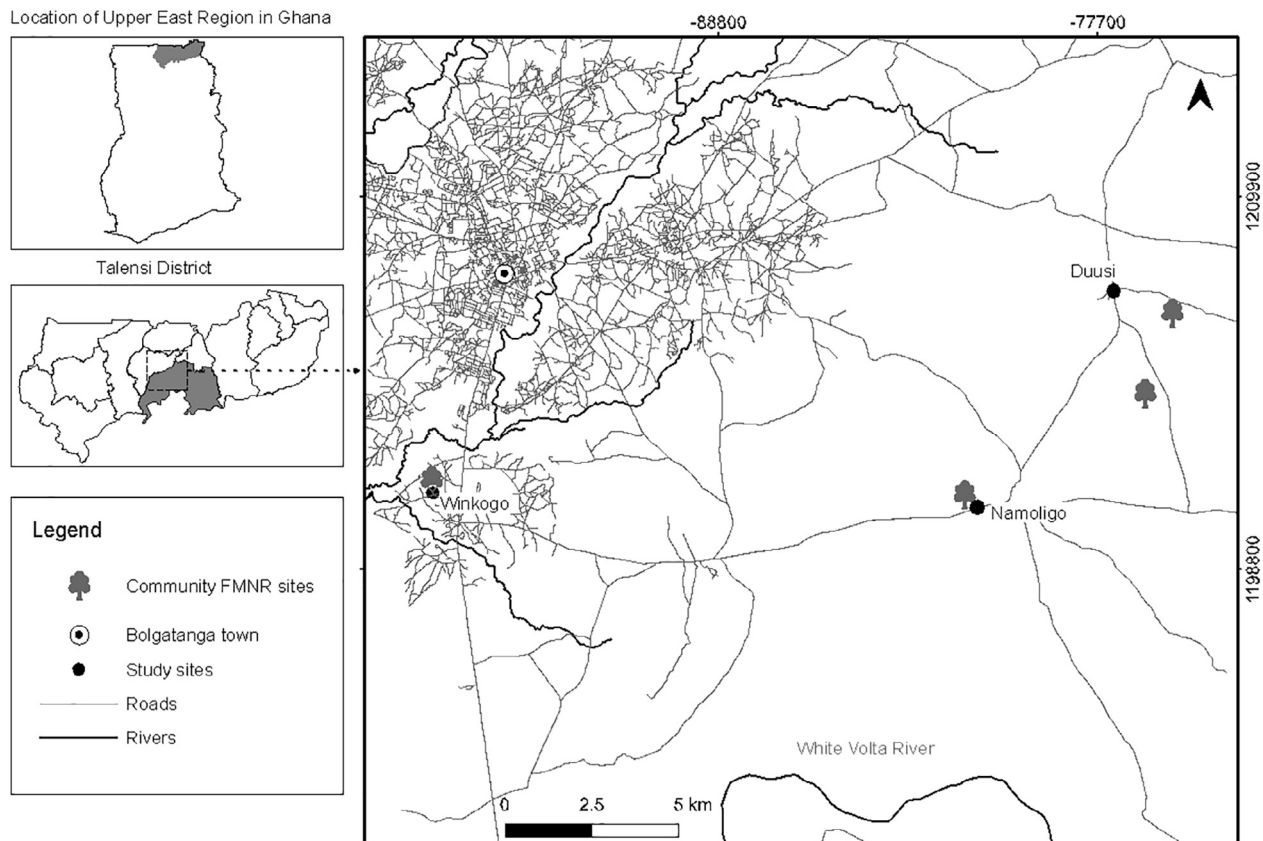 Location of Upper East Region in Ghana
Talensi District
Legend
Community FMNR sites
Bolgatanga town
Study sites
Roads
Rivers
-88800
-77700
1209900
1198800
Duusi
Winkogo
Namoligo
White Volta River
0 2.5 5 km